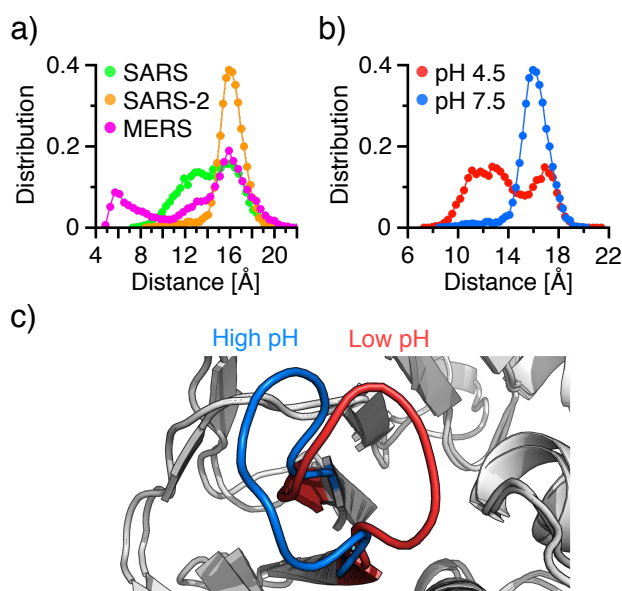 a)
0.4
0.2
0
Distribution
SARS
SARS-2
MERS
4 8 12 16 20
Distance [Å]
b)
0.4
0.2
0
Distribution
pH 4.5
pH 7.5
6 10 14 18 22
Distance [Å]
c)
High pH Low pH